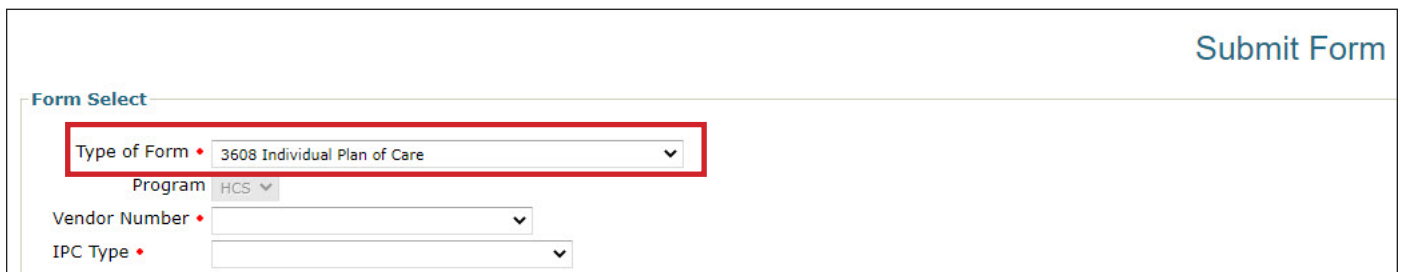 Submit Form
Form Select
Type of Form • 3608 Individual Plan of Care
Program HCS
Vendor Number •
IPC Type •